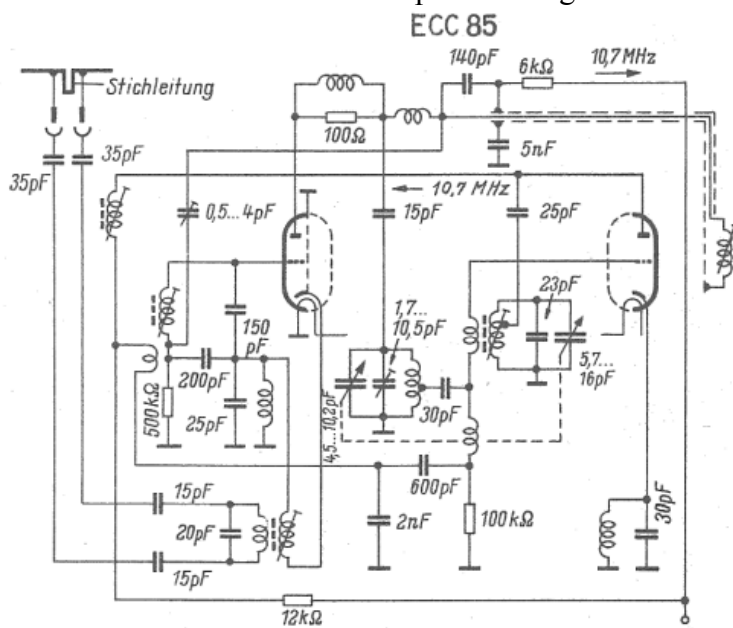 ECC 85
140pF
6kΩ
10,7 MHz
Stichleitung
100Ω
5nF
35pF
35pF
10,7 MHz
0,5...4pF
15pF
25pF
23pF
1,7...
10,5pF
150
pF
5,7...
16pF
200pF
500kΩ
25pF
4,5...10,2pF
30pF
600pF
15pF
20pF
2nF
100kΩ
30pF
15pF
12kΩ